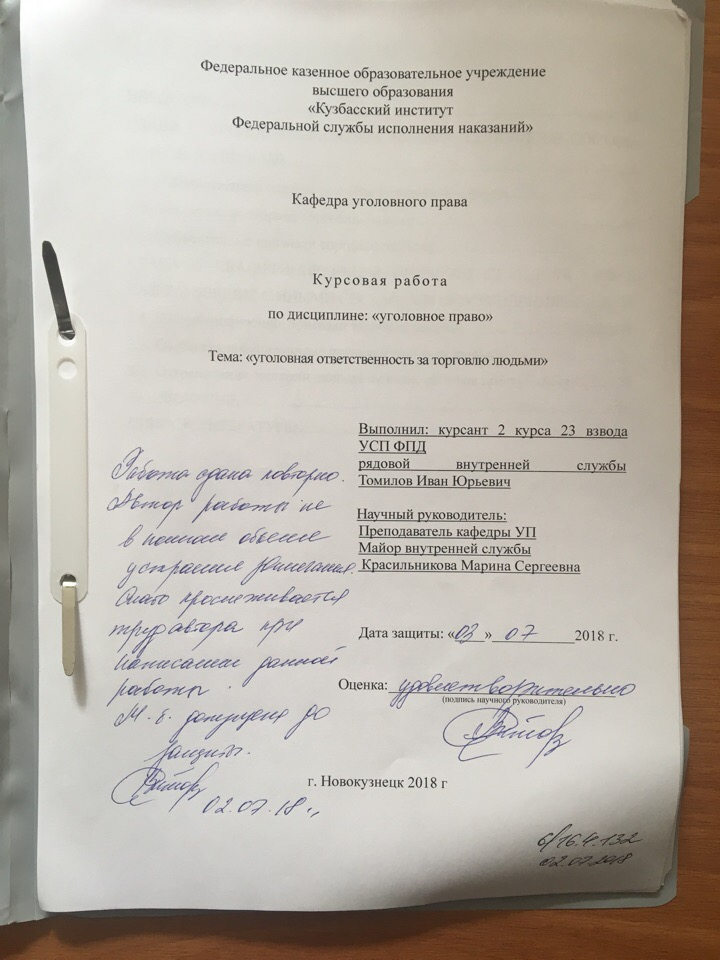 Федеральное казенное образовательное учреждение
высшего образования
«Кузбасский институт
Федеральной службы исполнения наказаний»
Кафедра уголовного права
Курсовая работа
по дисциплине: «уголовное право»
Тема: «уголовная ответственность за торговлю людьми»
Выполнил: курсант 2 курса 23 взвода
УСП ФПД
рядовой внутренней службы
Томилов Иван Юрьевич
Научный руководитель:
Преподаватель кафедры УП
Майор внутренней службы
Красильникова Марина Сергеевна
Работа сдана повторно.
Автор работы не
в полном объеме
устранил замечания.
Слабо прослеживается
труд автора при
написании данной
работы.
М.б. допущена до
защиты.
02.07.18 г.
Дата защиты: «03» 07 2018 г.
Оценка: удовлетворительно
(подпись научного руководителя)
г. Новокузнецк 2018 г
б/16.4.132
02.07.2018